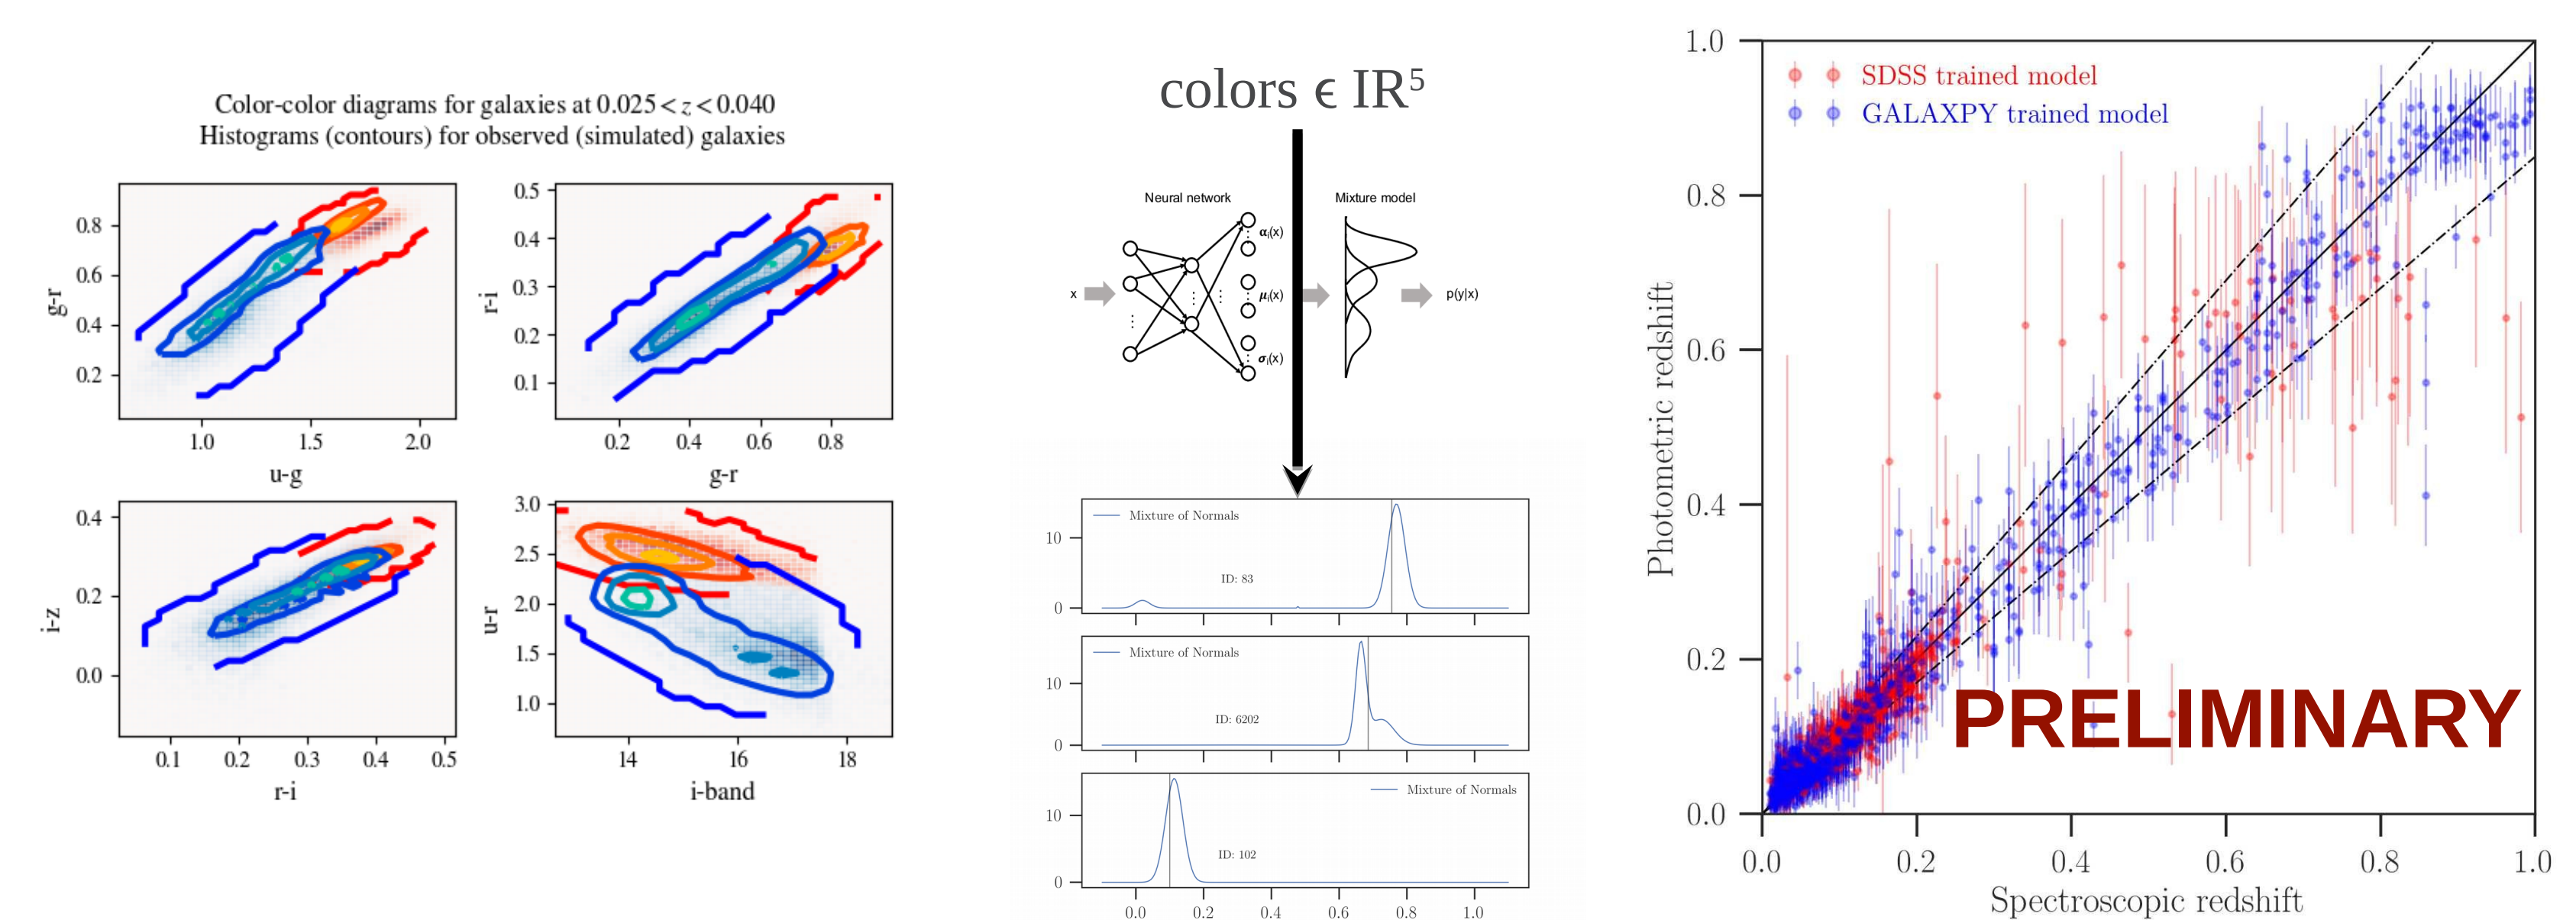 Color-color diagrams for galaxies at 0.025 < z < 0.040
Histograms (contours) for observed (simulated) galaxies
0.8
0.6
0.4
0.2
g-r
1.0 1.5 2.0
u-g
0.5
0.4
0.3
0.2
0.1
r-i
0.2 0.4 0.6 0.8
g-r
0.4
0.2
0.0
i-z
0.1 0.2 0.3 0.4 0.5
r-i
3.0
2.5
2.0
1.5
1.0
u-r
14 16 18
i-band
colors ϵ IR⁵
Neural network
Mixture model
x
αᵢ(x)
μᵢ(x)
σᵢ(x)
p(y|x)
Mixture of Normals
10
0
ID: 83
Mixture of Normals
10
0
ID: 6202
Mixture of Normals
10
0
ID: 102
0.0 0.2 0.4 0.6 0.8 1.0
SDSS trained model
GALAXPY trained model
1.0
0.8
0.6
0.4
0.2
0.0
Photometric redshift
PRELIMINARY
0.0 0.2 0.4 0.6 0.8 1.0
Spectroscopic redshift